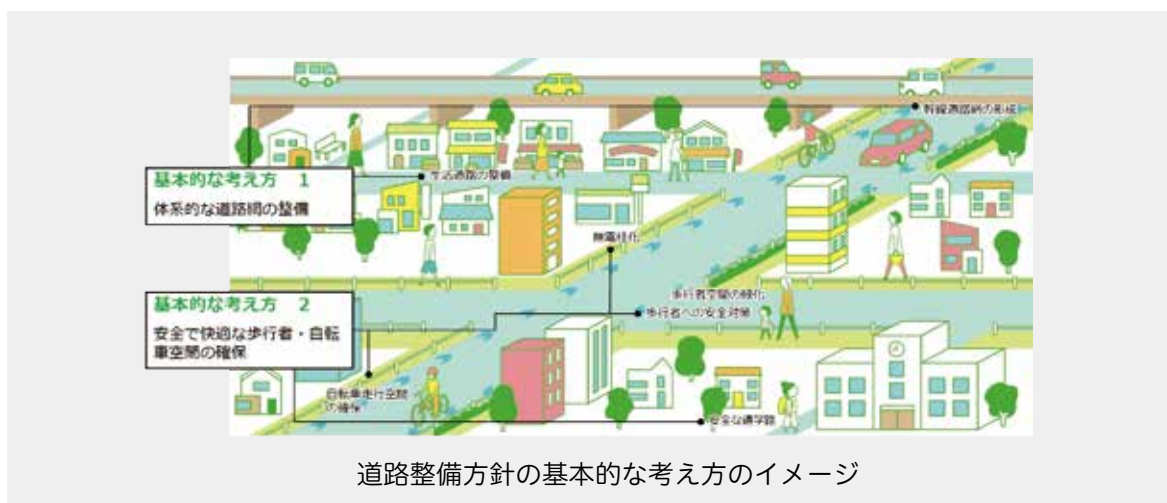 幹線道路網の形成
基本的な考え方　1
体系的な道路網の整備
生活道路の整備
無電柱化
基本的な考え方　2
安全で快適な歩行者・自転
車空間の確保
歩行者空間の緑化
歩行者への安全対策
自転車走行空間
の確保
安全な通学路
道路整備方針の基本的な考え方のイメージ